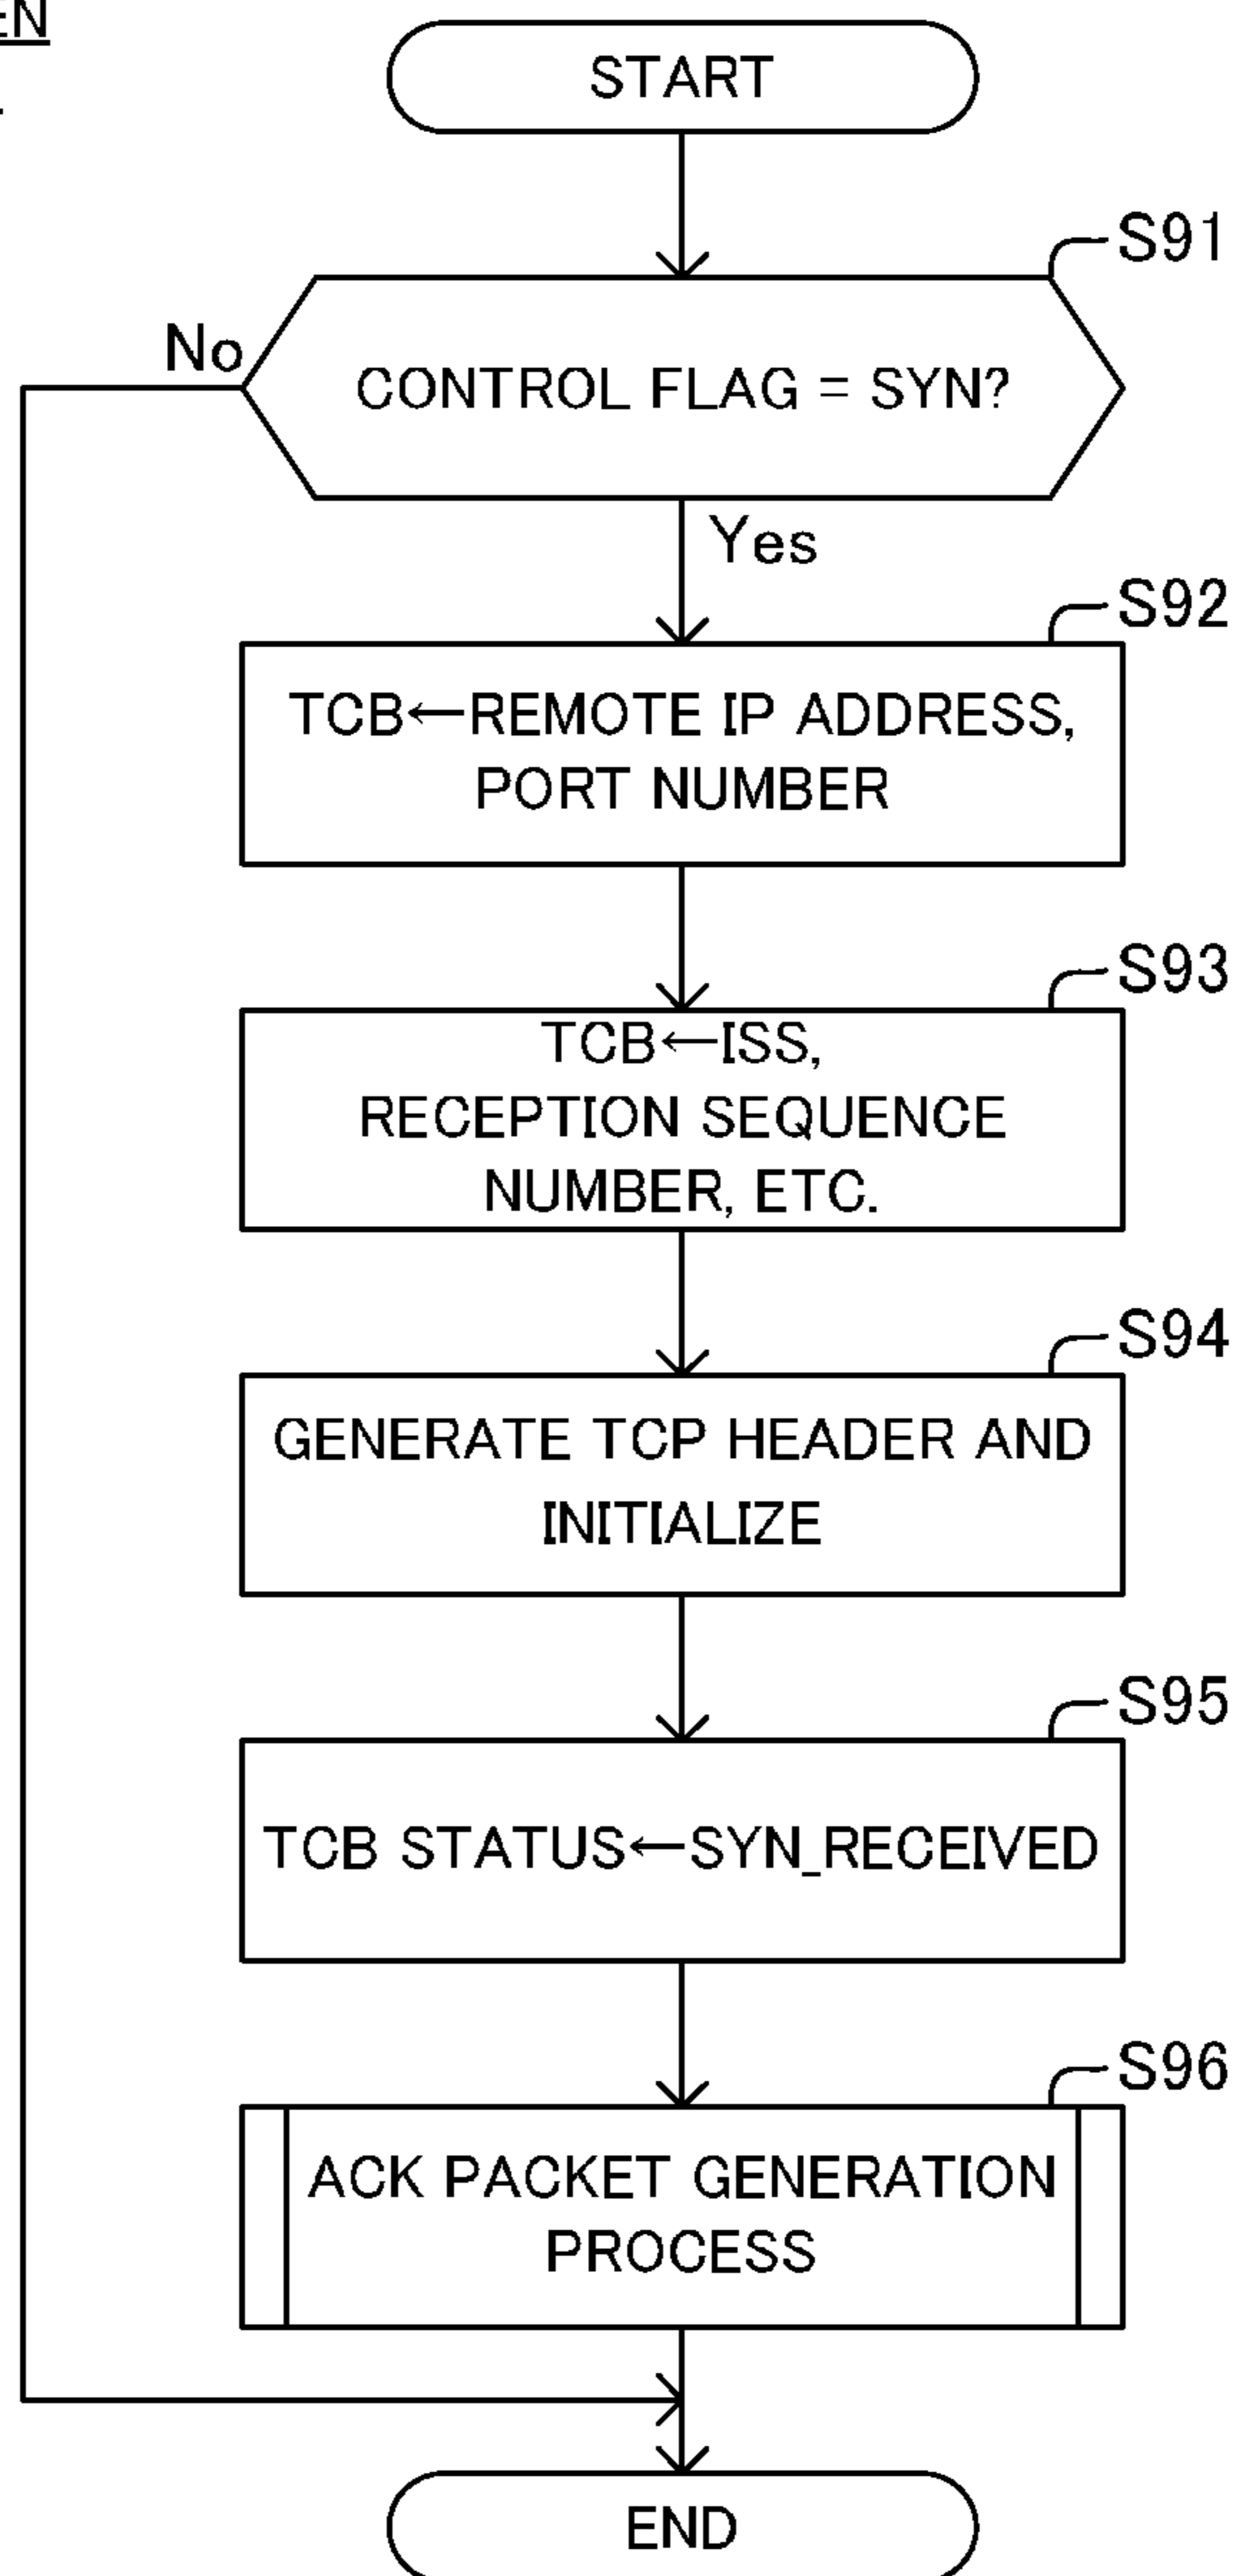 START
S91
No
CONTROL FLAG = SYN?
Yes
S92
TCB←REMOTE IP ADDRESS,
PORT NUMBER
S93
TCB←ISS,
RECEPTION SEQUENCE
NUMBER, ETC.
S94
GENERATE TCP HEADER AND
INITIALIZE
S95
TCB STATUS←SYN_RECEIVED
S96
ACK PACKET GENERATION
PROCESS
END